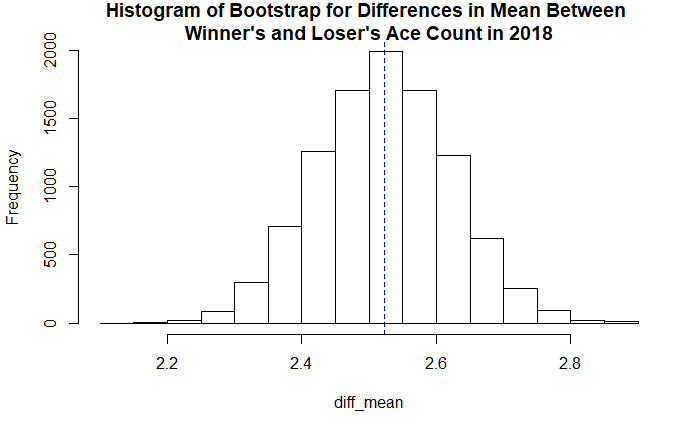 Histogram of Bootstrap for Differences in Mean Between
Winner's and Loser's Ace Count in 2018
Frequency
2000
1500
1000
500
0
2.2 2.4 2.6 2.8
diff_mean